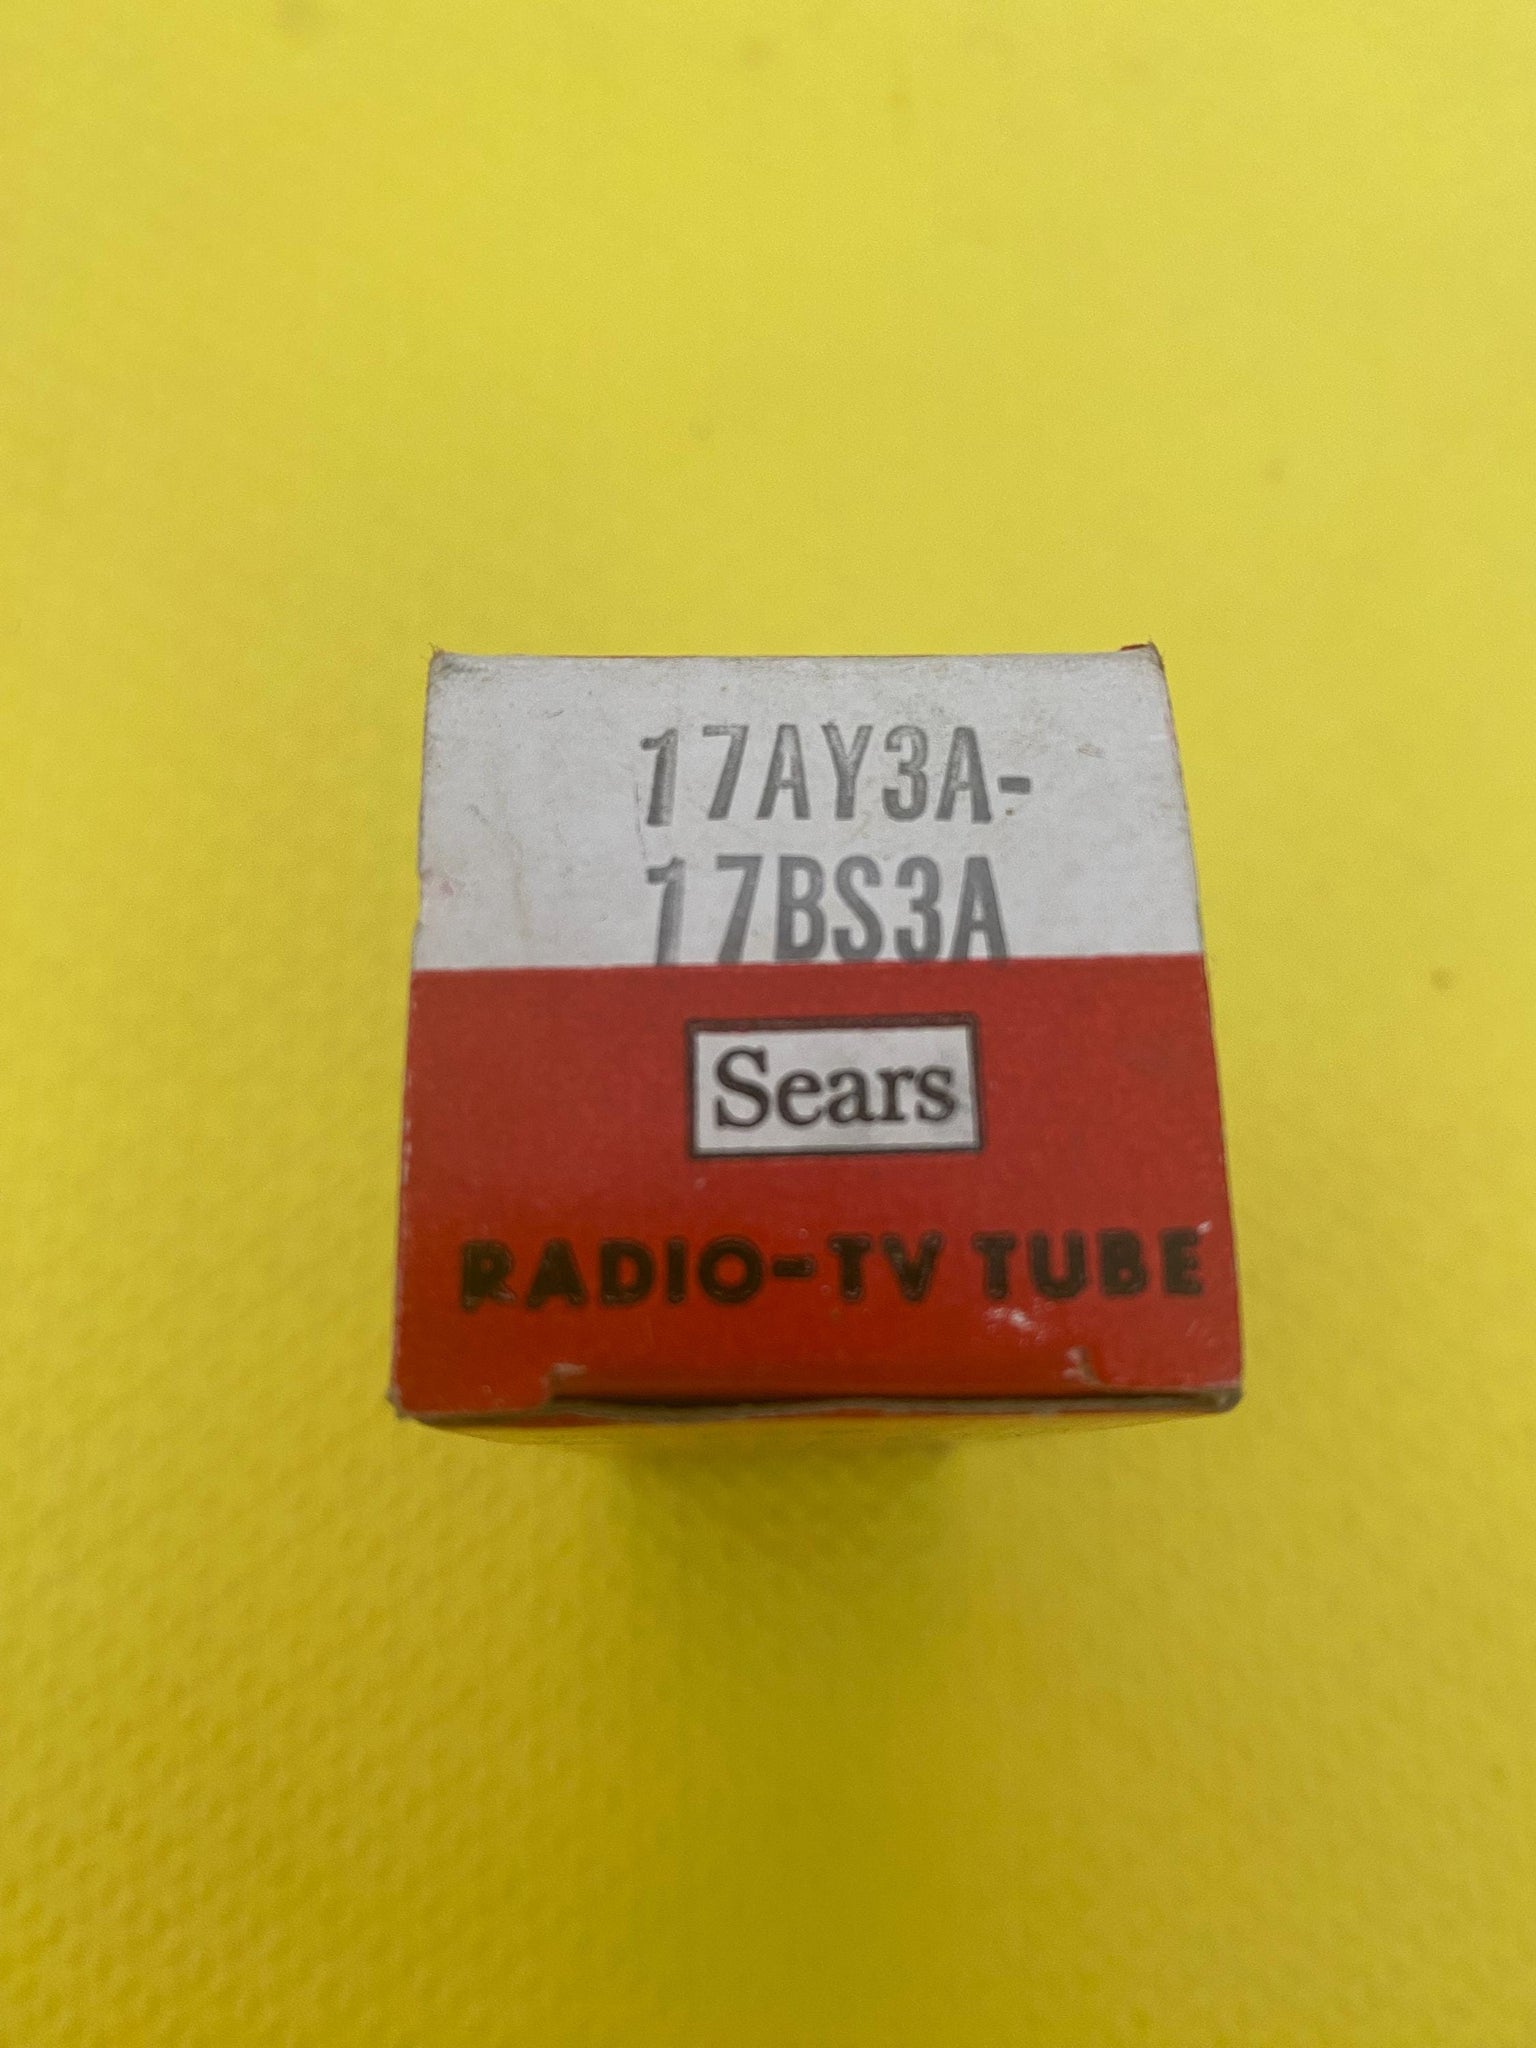 17AY3A-
17BS3A
Sears
RADIO-TV TUBE